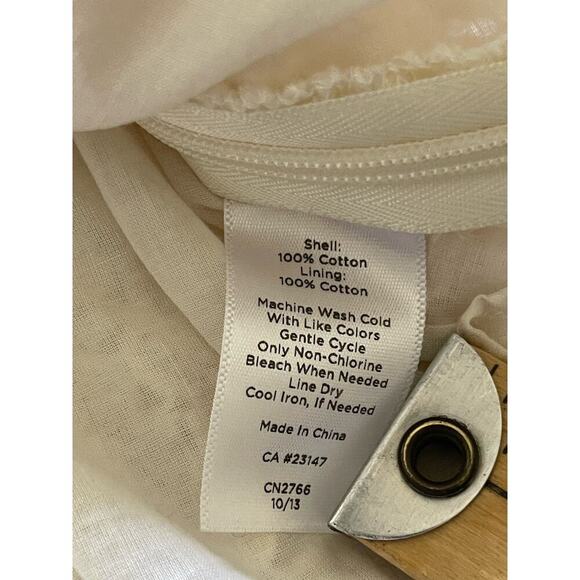 Shell:
100% Cotton
Lining:
100% Cotton
Machine Wash Cold
With Like Colors
Gentle Cycle
Only Non-Chlorine
Bleach When Needed
Line Dry
Cool Iron, If Needed
Made In China
CA #23147
CN2766
10/13